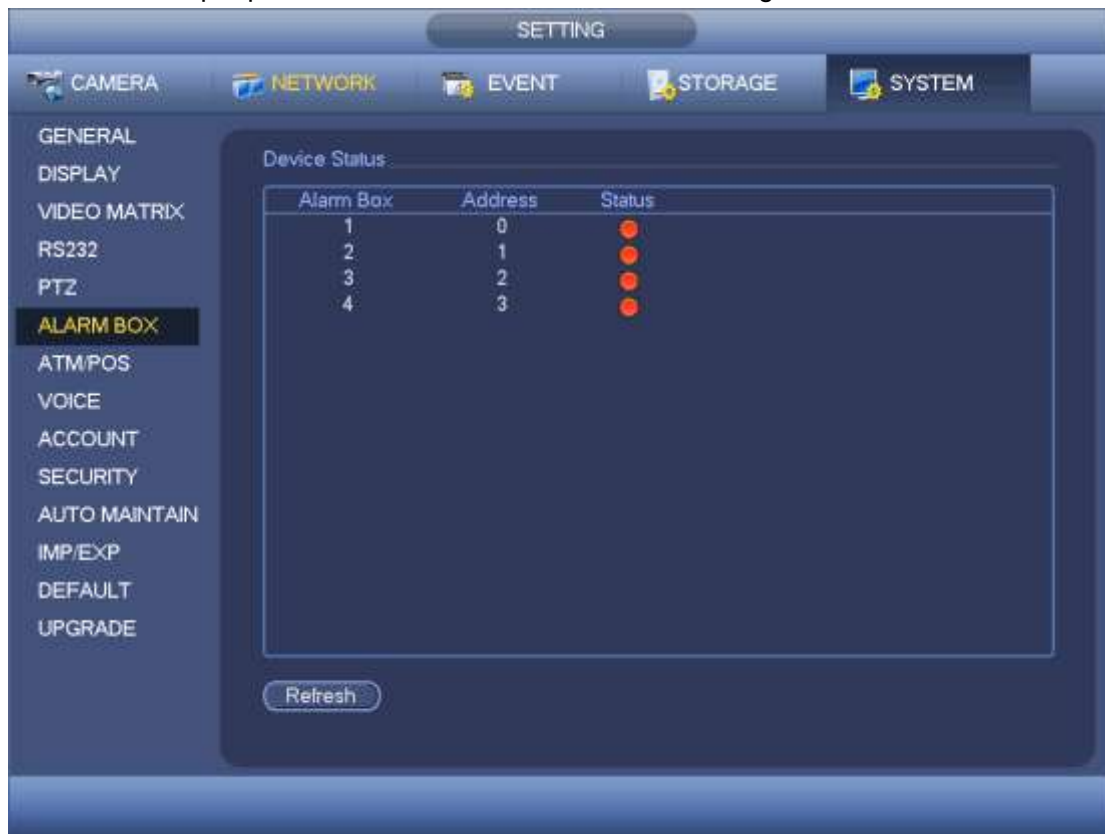 SETTING
CAMERA NETWORK EVENT STORAGE SYSTEM
GENERAL
DISPLAY
VIDEO MATRIX
RS232
PTZ
ALARM BOX
ATM/POS
VOICE
ACCOUNT
SECURITY
AUTO MAINTAIN
IMP/EXP
DEFAULT
UPGRADE
Device Status
Alarm Box Address Status
1 0
2 1
3 2
4 3
Refresh